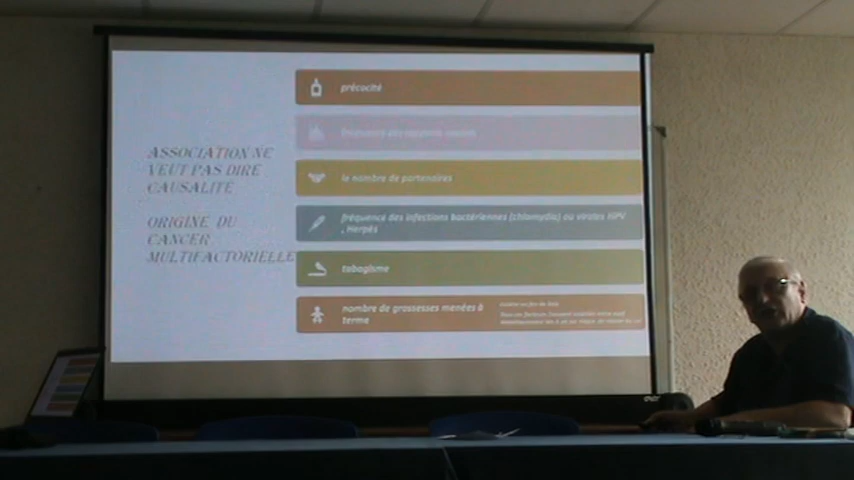 ASSOCIATION NE
VEUT PAS DIRE
CAUSALITÉ
ORIGINE DU
CANCER
MULTIFACTORIELLE
précocité
le nombre de partenaires
fréquence des infections bactériennes (chlamydia) ou virales HPV
, Herpès
tabagisme
nombre de grossesses menées à
terme